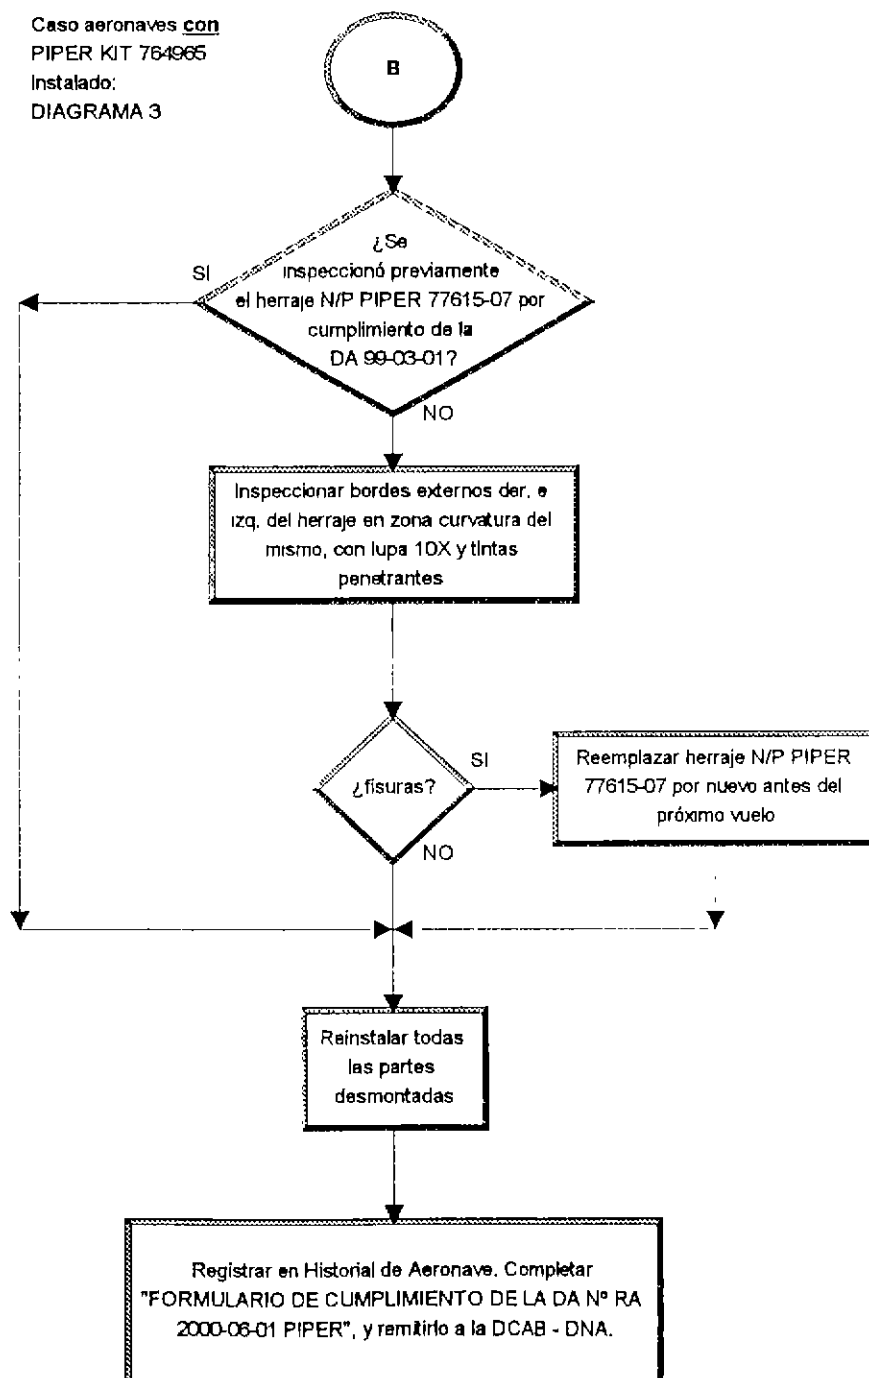 Caso aeronaves con
PIPER KIT 764965
Instalado:
DIAGRAMA 3
B
¿Se
inspeccionó previamente
el herraje N/P PIPER 77615-07 por
cumplimiento de la
DA 99-03-01?
SI
NO
Inspeccionar bordes externos der. e
izq. del herraje en zona curvatura del
mismo, con lupa 10X y tintas
penetrantes
¿fisuras?
SI
NO
Reemplazar herraje N/P PIPER
77615-07 por nuevo antes del
próximo vuelo
Reinstalar todas
las partes
desmontadas
Registrar en Historial de Aeronave. Completar
"FORMULARIO DE CUMPLIMIENTO DE LA DA Nº RA
2000-06-01 PIPER", y remitirlo a la DCAB - DNA.